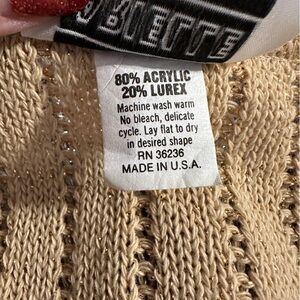 80% ACRYLIC
20% LUREX
Machine wash warm
No bleach, delicate
cycle. Lay flat to dry
in desired shape
RN 36236
MADE IN U.S.A.